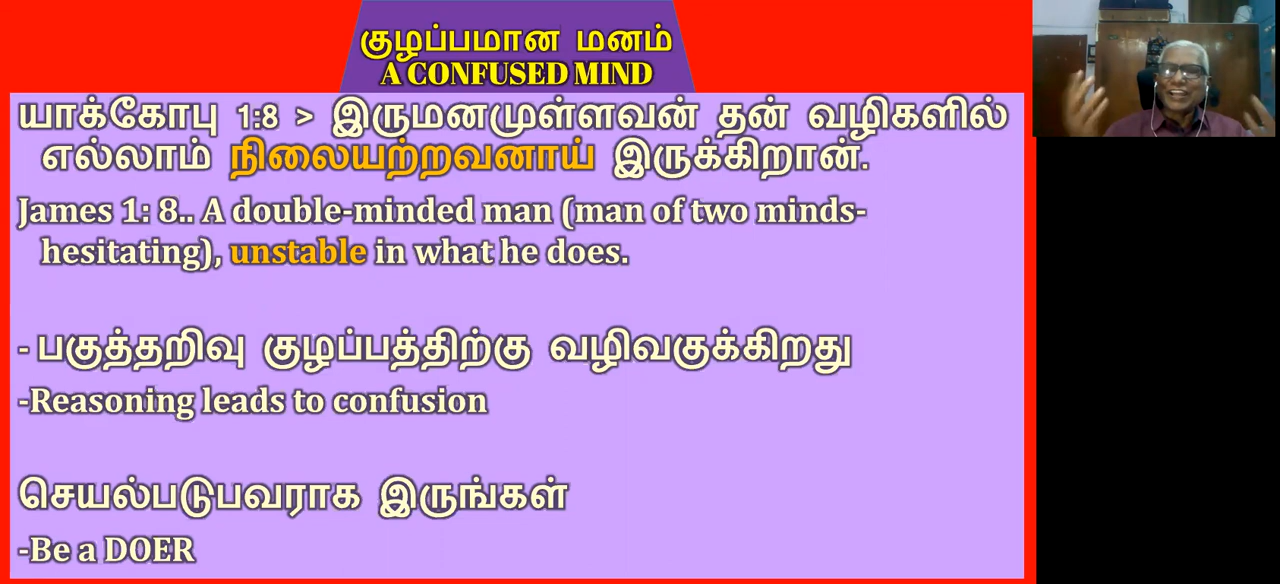 குழப்பமான மனம்
A CONFUSED MIND
யாக்கோபு 1:8 > இருமனமுள்ளவன் தன் வழிகளில்
எல்லாம் நிலையற்றவனாய் இருக்கிறான்.
James 1: 8.. A double-minded man (man of two minds-
hesitating), unstable in what he does.
- பகுத்தறிவு குழப்பத்திற்கு வழிவகுக்கிறது
-Reasoning leads to confusion
செயல்படுபவராக இருங்கள்
-Be a DOER